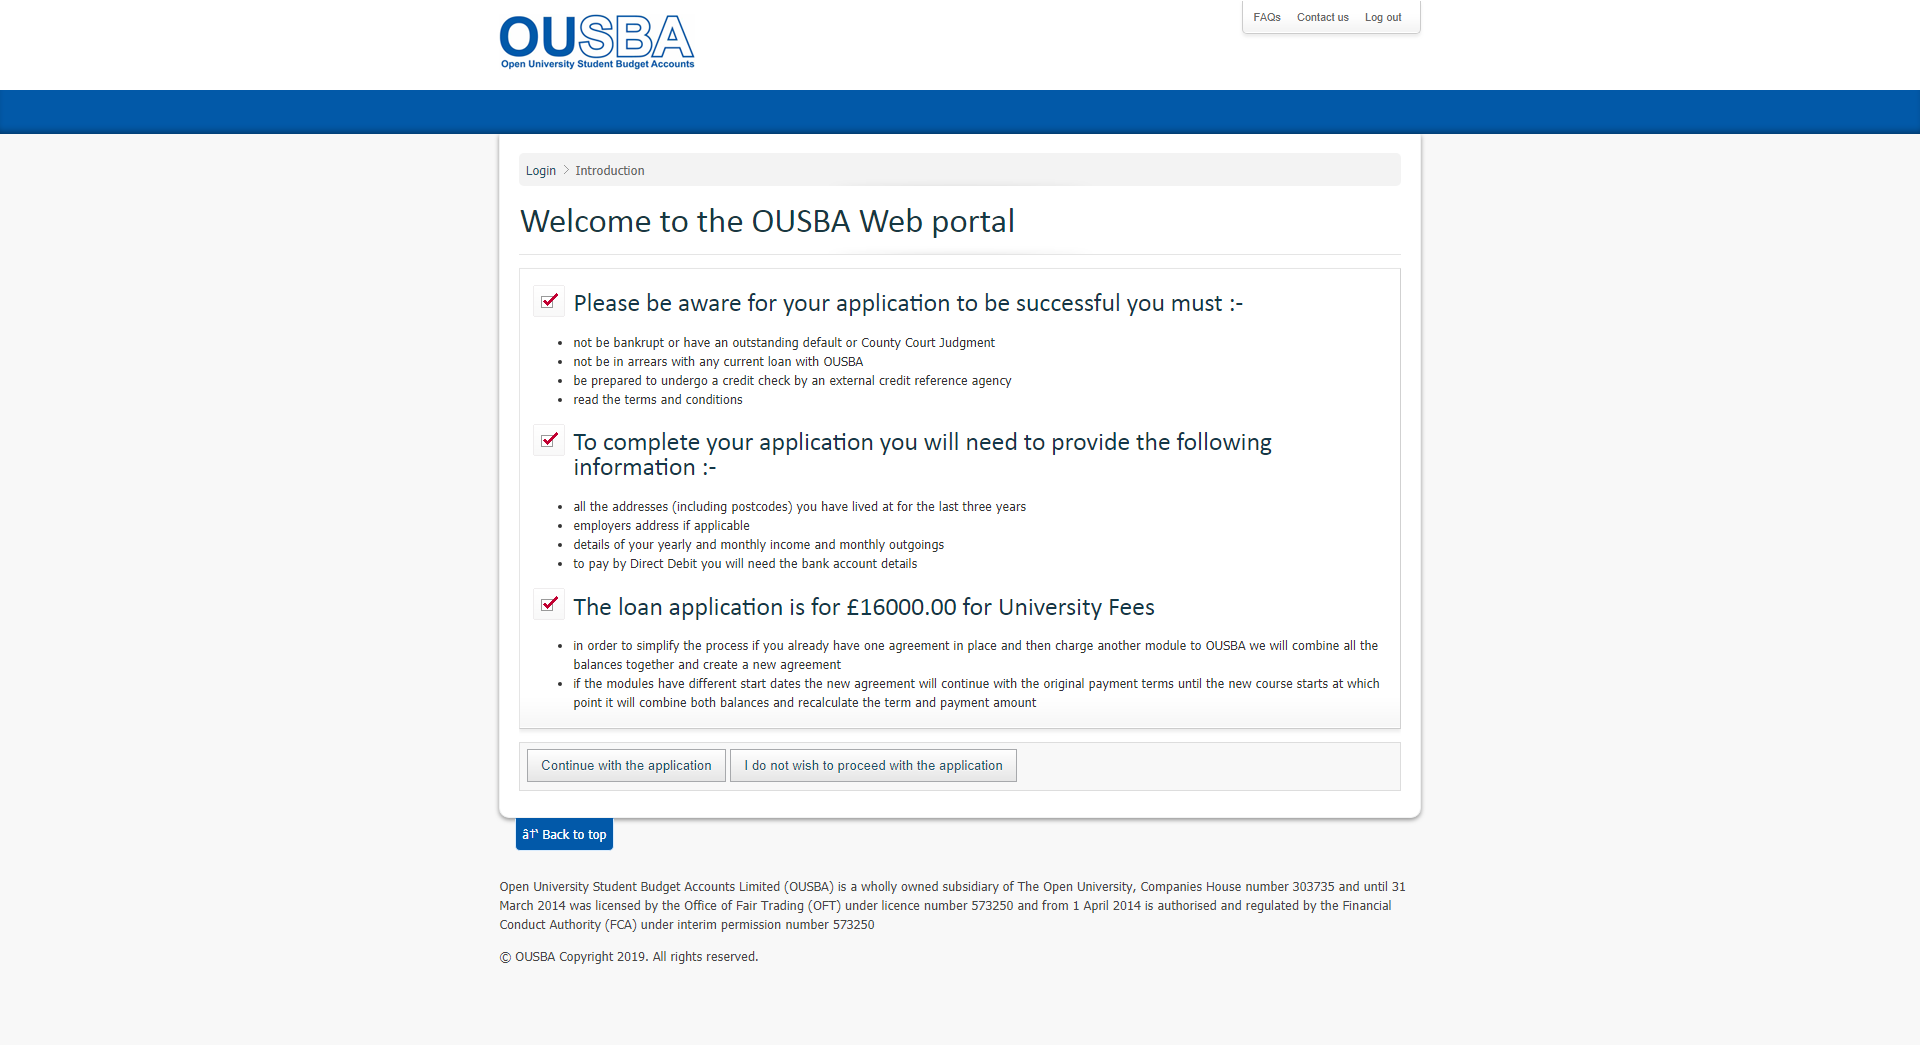 OUSBA
Open University Student Budget Accounts
FAQs Contact us Log out
Login > Introduction
Welcome to the OUSBA Web portal
Please be aware for your application to be successful you must :-
• not be bankrupt or have an outstanding default or County Court Judgment
• not be in arrears with any current loan with OUSBA
• be prepared to undergo a credit check by an external credit reference agency
• read the terms and conditions
To complete your application you will need to provide the following
information :-
• all the addresses (including postcodes) you have lived at for the last three years
• employers address if applicable
• details of your yearly and monthly income and monthly outgoings
• to pay by Direct Debit you will need the bank account details
The loan application is for £16000.00 for University Fees
• in order to simplify the process if you already have one agreement in place and then charge another module to OUSBA we will combine all the
balances together and create a new agreement
• if the modules have different start dates the new agreement will continue with the original payment terms until the new course starts at which
point it will combine both balances and recalculate the term and payment amount
Continue with the application I do not wish to proceed with the application
â†‘ Back to top
Open University Student Budget Accounts Limited (OUSBA) is a wholly owned subsidiary of The Open University, Companies House number 303735 and until 31
March 2014 was licensed by the Office of Fair Trading (OFT) under licence number 573250 and from 1 April 2014 is authorised and regulated by the Financial
Conduct Authority (FCA) under interim permission number 573250
© OUSBA Copyright 2019. All rights reserved.